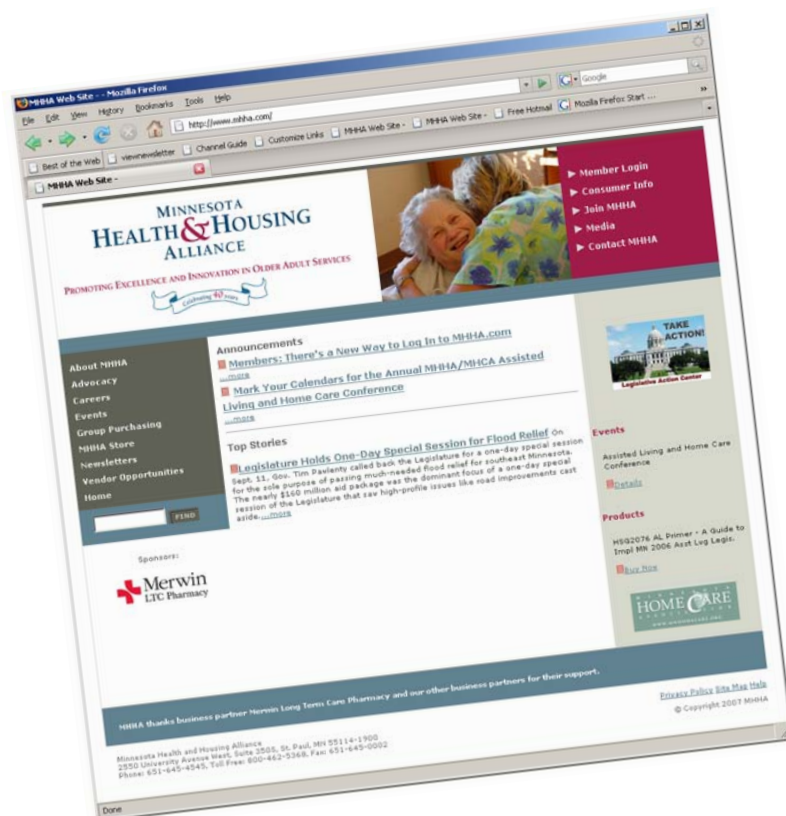 MHHA Web Site - - Mozilla Firefox
File Edit View History Bookmarks Tools Help
http://www.mhha.com/
Google
Best of the Web viewnewsletter Channel Guide Customize Links MHHA Web Site - MHHA Web Site - Free Hotmail Mozilla Firefox Start ...
MHHA Web Site -
MINNESOTA
HEALTH & HOUSING
ALLIANCE
PROMOTING EXCELLENCE AND INNOVATION IN OLDER ADULT SERVICES
Celebrating 40 years
Member Login
Consumer Info
Join MHHA
Media
Contact MHHA
About MHHA
Advocacy
Careers
Events
Group Purchasing
MHHA Store
Newsletters
Vendor Opportunities
Home
FIND
Sponsors:
Merwin
LTC Pharmacy
Announcements
Members: There's a New Way to Log In to MHHA.com
...more
Mark Your Calendars for the Annual MHHA/MHCA Assisted
Living and Home Care Conference
...more
Top Stories
Legislature Holds One-Day Special Session for Flood Relief On
Sept. 11, Gov. Tim Pawlenty called back the Legislature for a one-day special session
for the sole purpose of passing much-needed flood relief for southeast Minnesota.
The nearly $160 million aid package was the dominant focus of a one-day special
session of the Legislature that saw high-profile issues like road improvements cast
aside....more
TAKE
ACTION!
Legislative Action Center
Events
Assisted Living and Home Care
Conference
Details
Products
HSG2076 AL Primer - A Guide to
Impl MN 2006 Asst Lvg Legis.
Buy Now
MINNESOTA
HOME CARE
ASSOCIATION
MHHA thanks business partner Merwin Long Term Care Pharmacy and our other business partners for their support.
Privacy Policy Site Map Help
© Copyright 2007 MHHA
Minnesota Health and Housing Alliance
2550 University Avenue West, Suite 350S, St. Paul, MN 55114-1900
Phone: 651-645-4545, Toll Free: 800-462-5368, Fax: 651-645-0002
Done